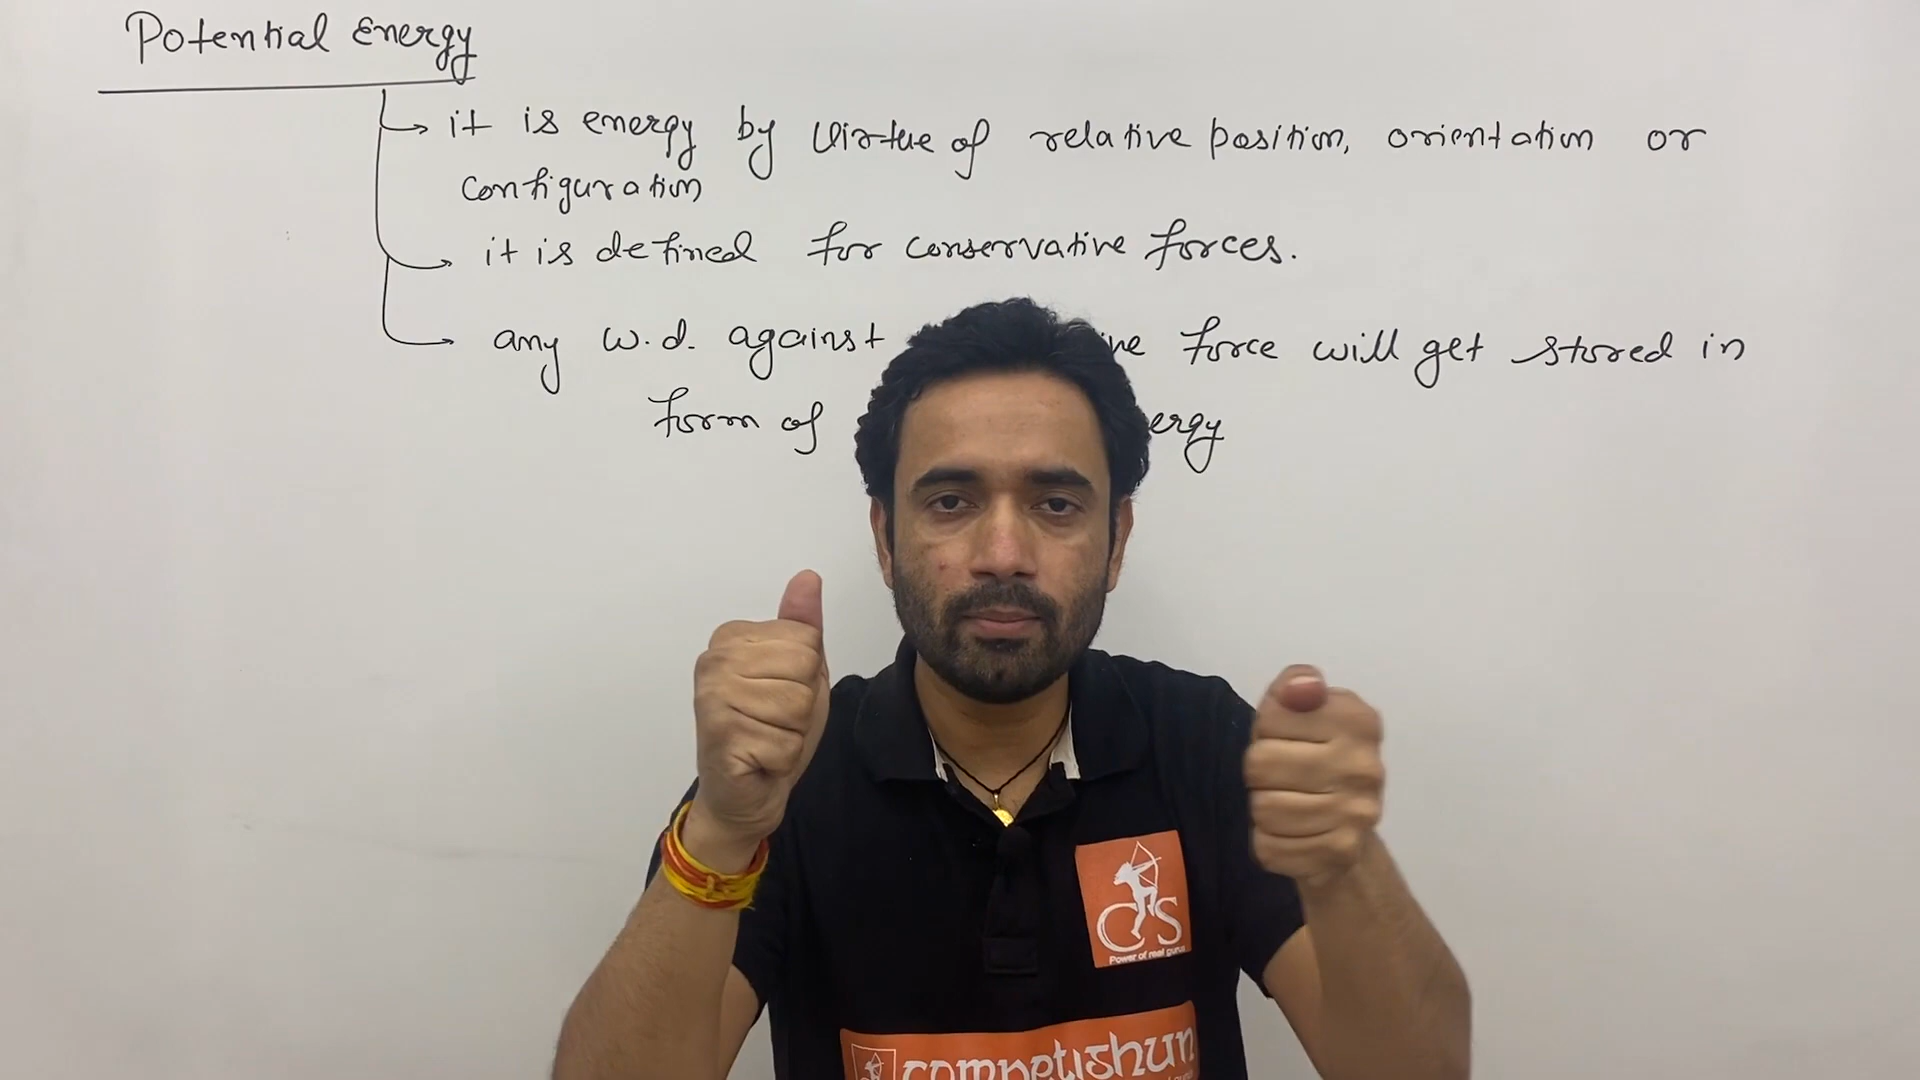 Potential Energy
it is energy by virtue of relative position, orientation or
configuration
it is defined for conservative forces.
any w.d. against force will get stored in
form of
CS
Power of real gurus
competishun